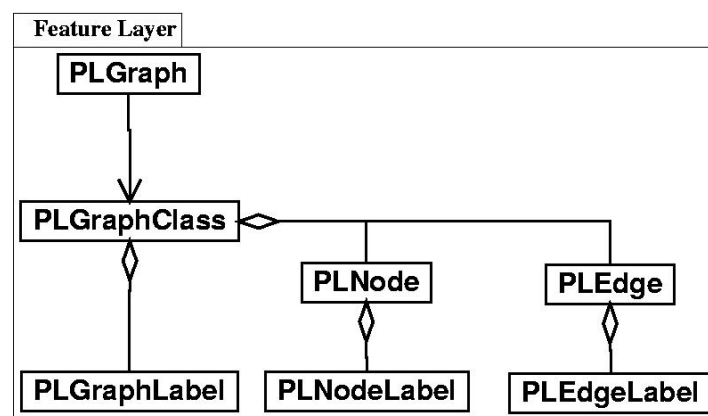 Feature Layer
PLGraph
PLGraphClass
PLNode
PLEdge
PLGraphLabel
PLNodeLabel
PLEdgeLabel